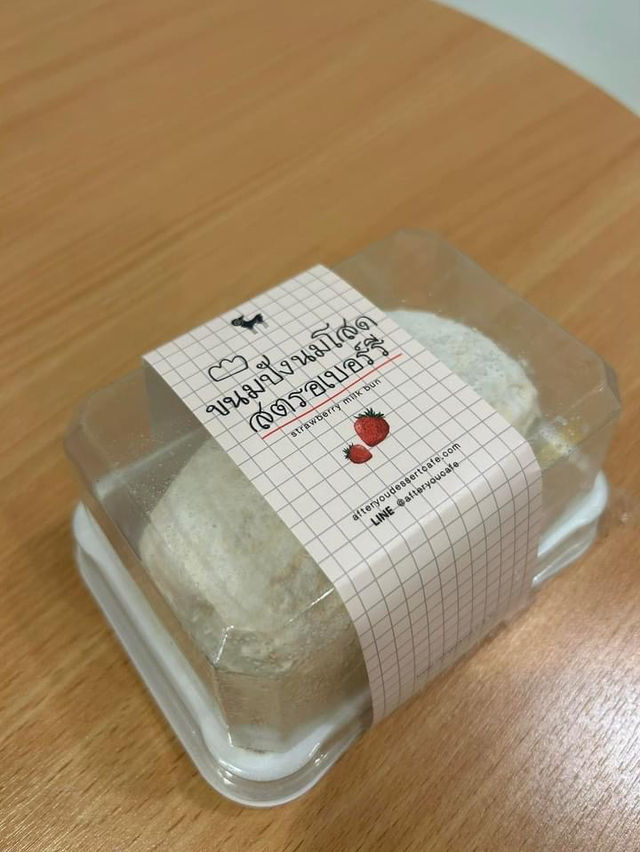 ขนมปังนมโสด
สตรอเบอร์รี่
strawberry milk bun
afteryoudessertcafe.com
LINE @afteryoucafe